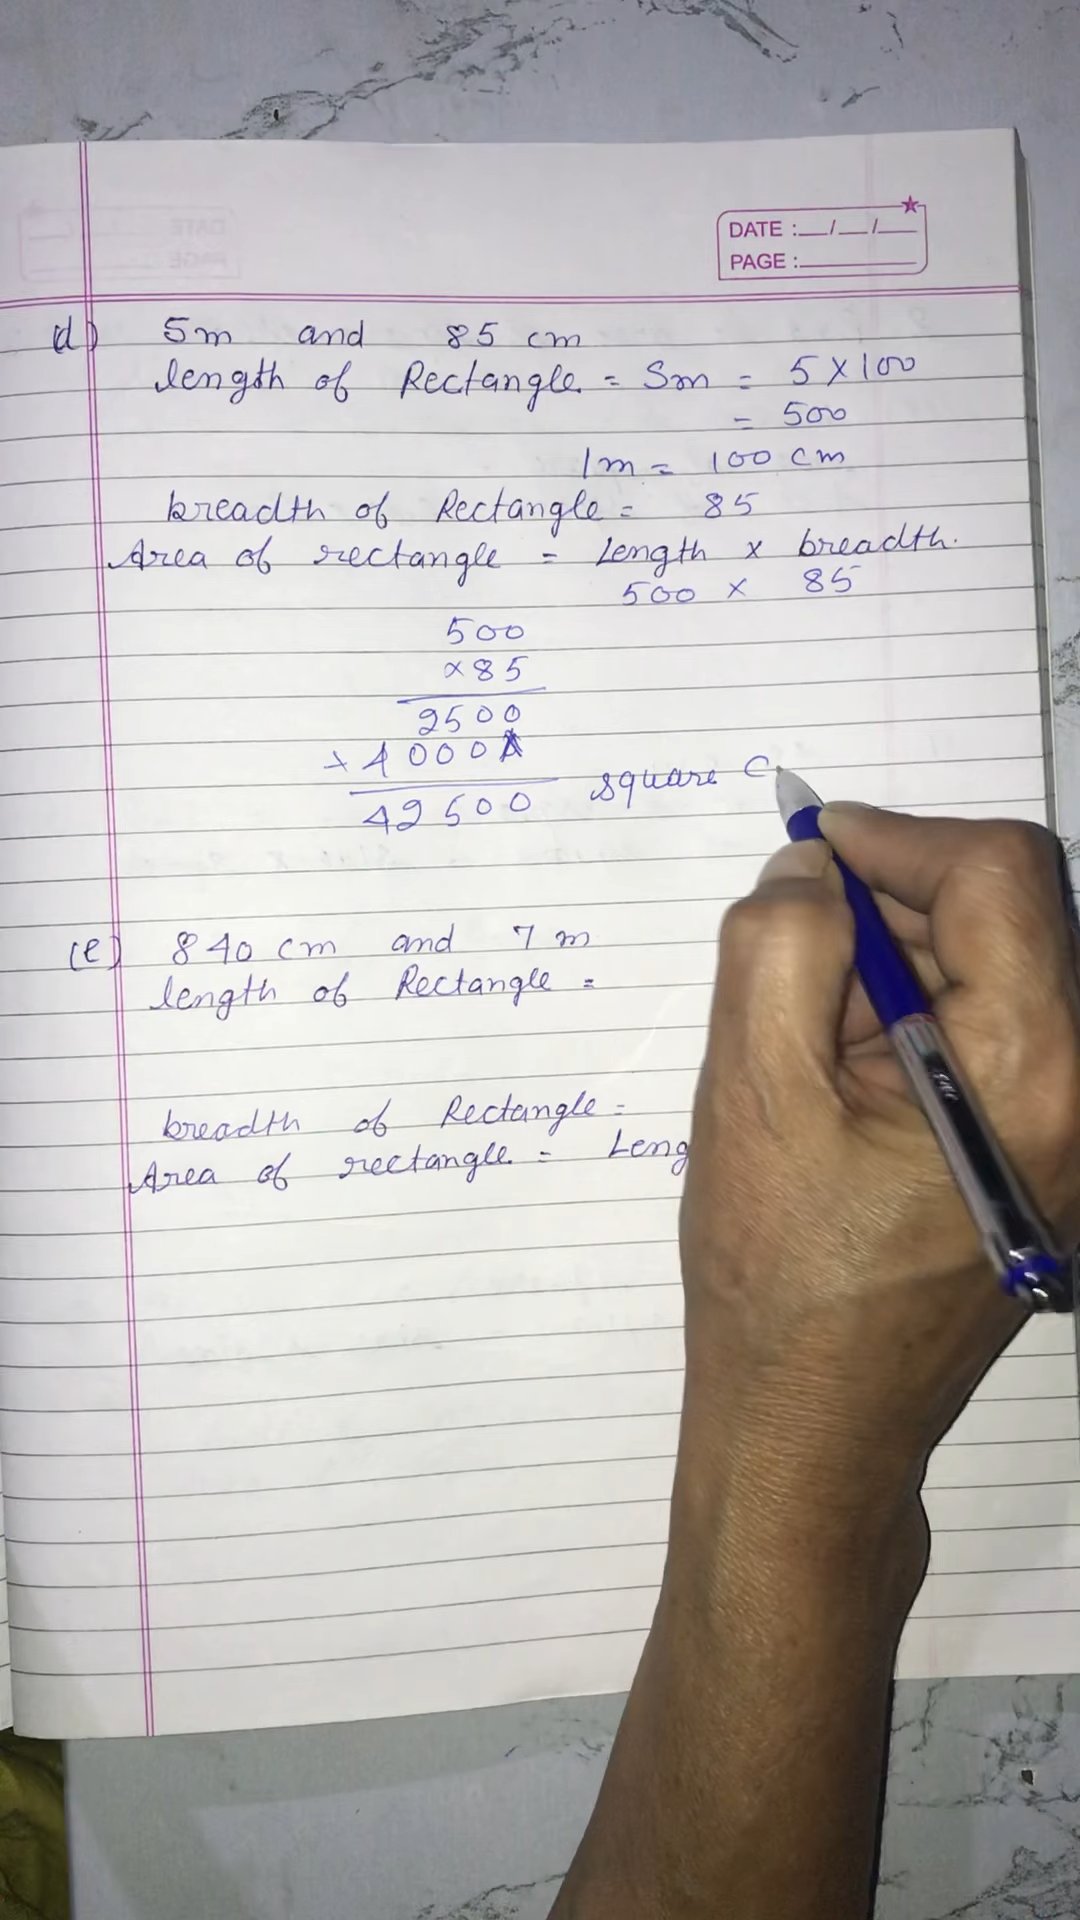 DATE :__/__/__
PAGE :________
d) 5m and 85 cm
length of Rectangle = 5m = 5 X 100
= 500
1m = 100 cm
breadth of Rectangle = 85
Area of rectangle = Length x breadth.
500 x 85
500
x 85
2500
+ 4000X
42500 square c
(e) 840 cm and 7 m
length of Rectangle =
breadth of Rectangle =
Area of rectangle = Leng